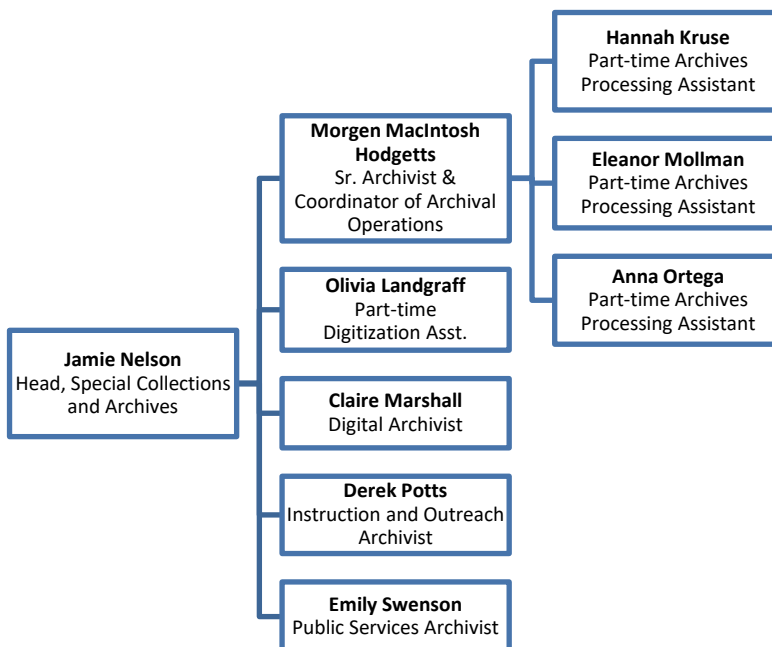 Jamie Nelson
Head, Special Collections
and Archives
Morgen MacIntosh
Hodgetts
Sr. Archivist &
Coordinator of Archival
Operations
Olivia Landgraff
Part-time
Digitization Asst.
Claire Marshall
Digital Archivist
Derek Potts
Instruction and Outreach
Archivist
Emily Swenson
Public Services Archivist
Hannah Kruse
Part-time Archives
Processing Assistant
Eleanor Mollman
Part-time Archives
Processing Assistant
Anna Ortega
Part-time Archives
Processing Assistant